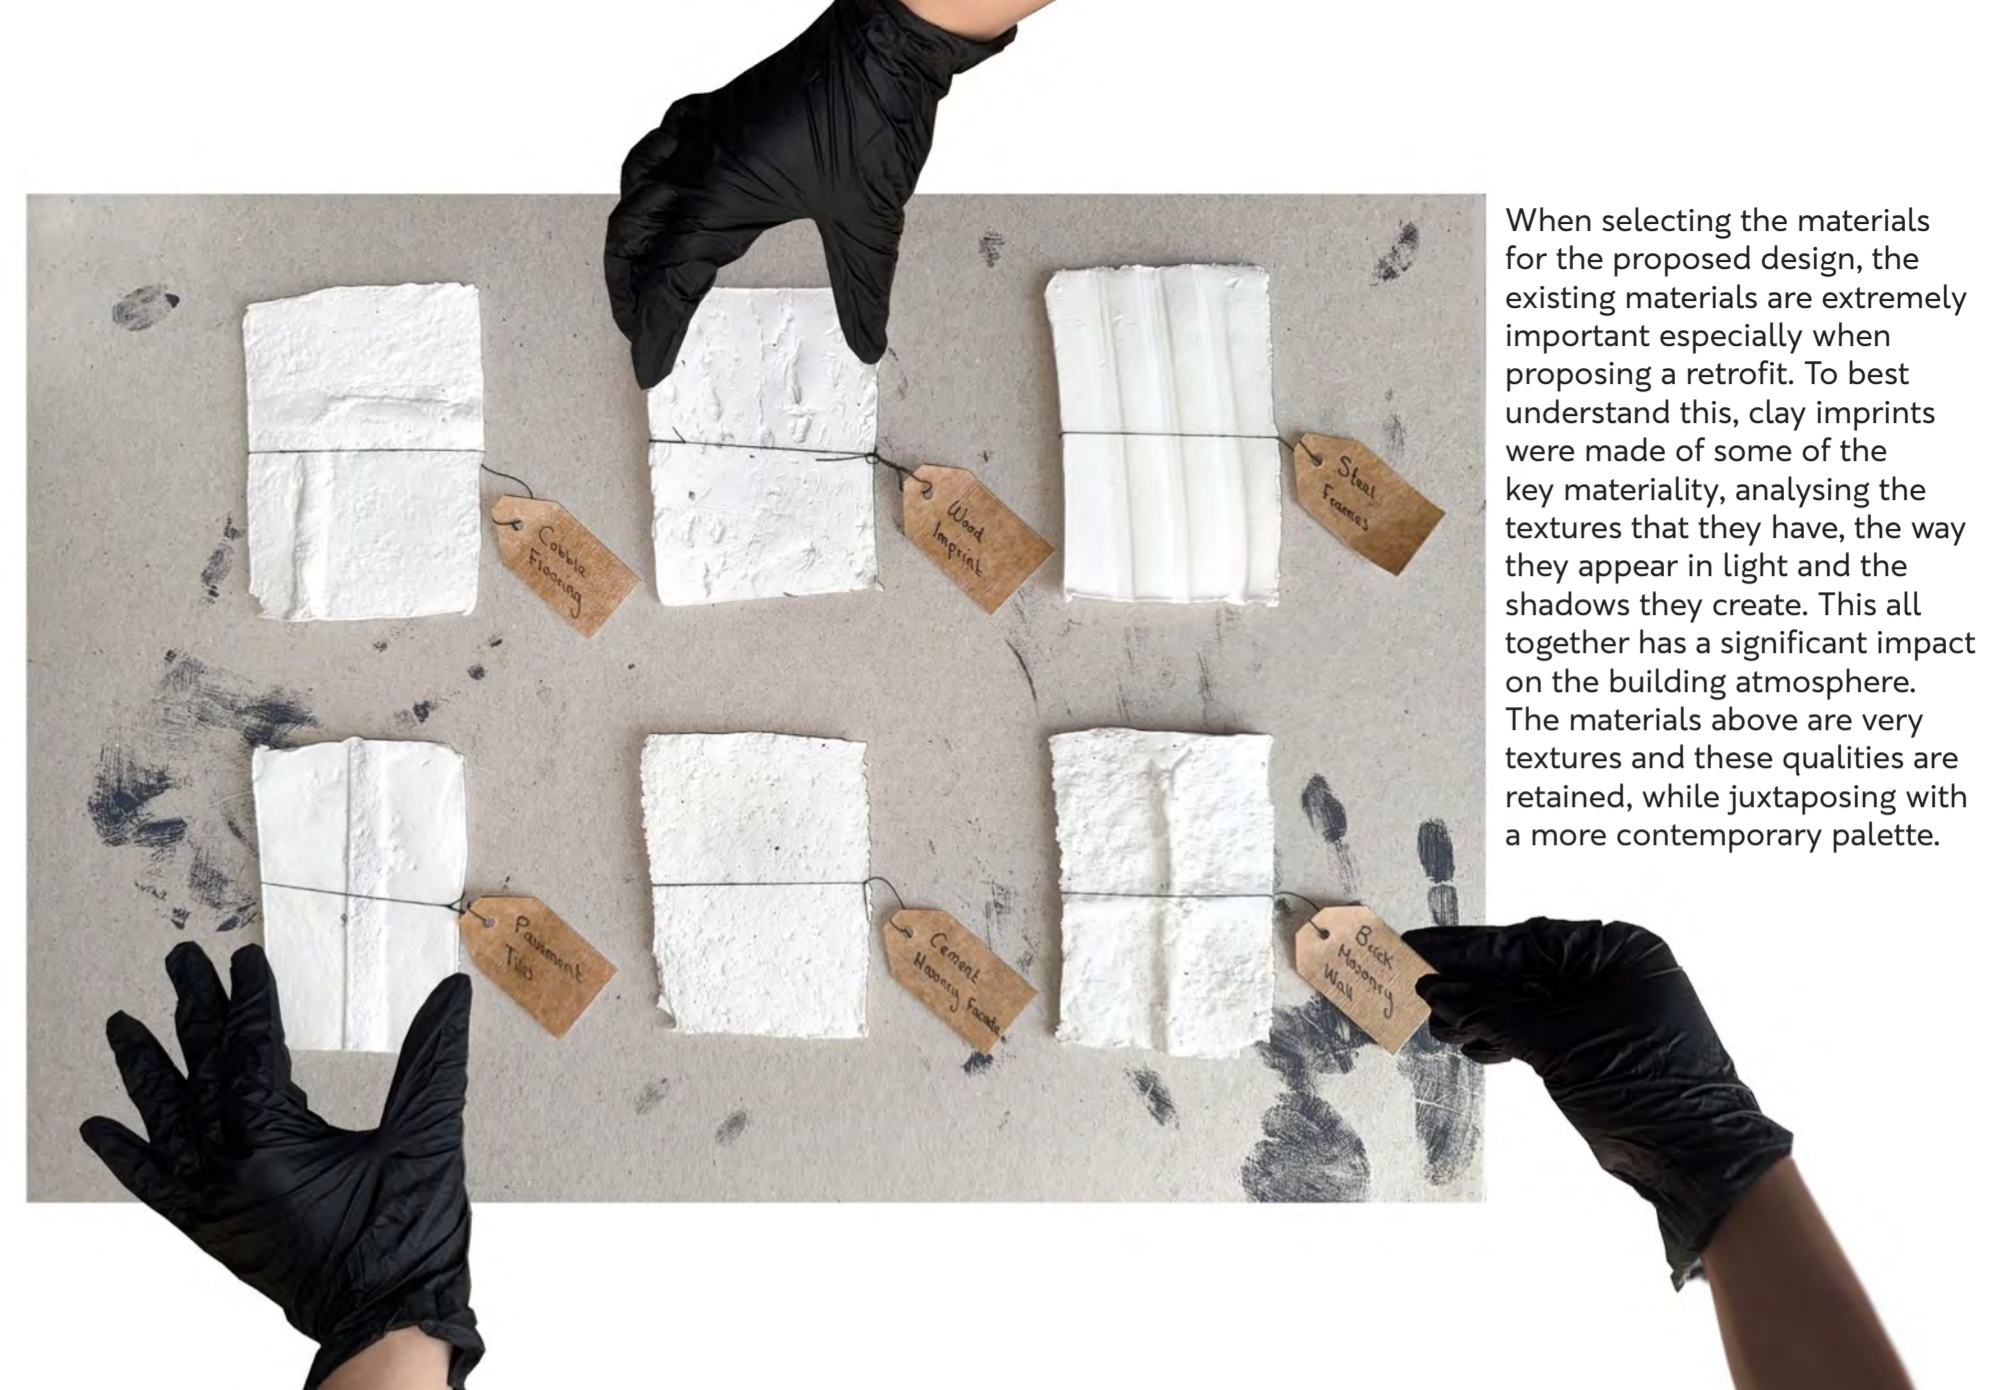 Cobble
Flooring
Wood
Imprint
Steel
Frames
Pavement
Tiles
Cement
Masonry Facade
Brick
Masonry
Wall
When selecting the materials
for the proposed design, the
existing materials are extremely
important especially when
proposing a retrofit. To best
understand this, clay imprints
were made of some of the
key materiality, analysing the
textures that they have, the way
they appear in light and the
shadows they create. This all
together has a significant impact
on the building atmosphere.
The materials above are very
textures and these qualities are
retained, while juxtaposing with
a more contemporary palette.